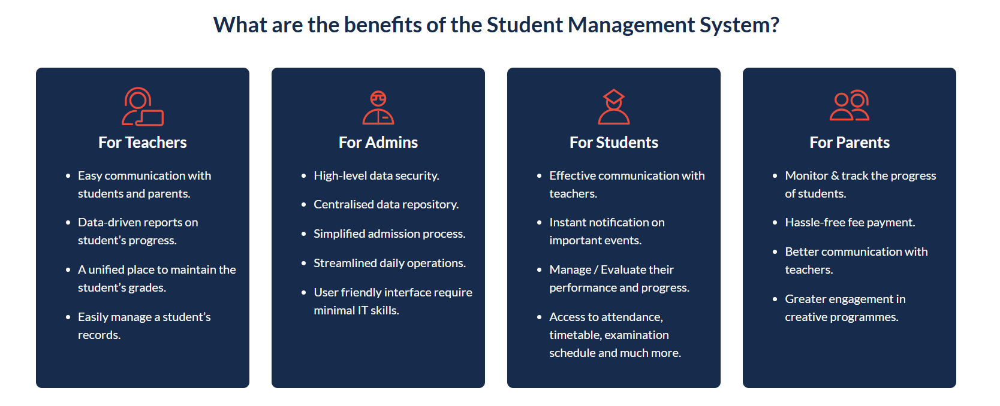 What are the benefits of the Student Management System?
For Teachers
• Easy communication with
students and parents.
• Data-driven reports on
student’s progress.
• A unified place to maintain the
student’s grades.
• Easily manage a student’s
records.
For Admins
• High-level data security.
• Centralised data repository.
• Simplified admission process.
• Streamlined daily operations.
• User friendly interface require
minimal IT skills.
For Students
• Effective communication with
teachers.
• Instant notification on
important events.
• Manage / Evaluate their
performance and progress.
• Access to attendance,
timetable, examination
schedule and much more.
For Parents
• Monitor & track the progress
of students.
• Hassle-free fee payment.
• Better communication with
teachers.
• Greater engagement in
creative programmes.